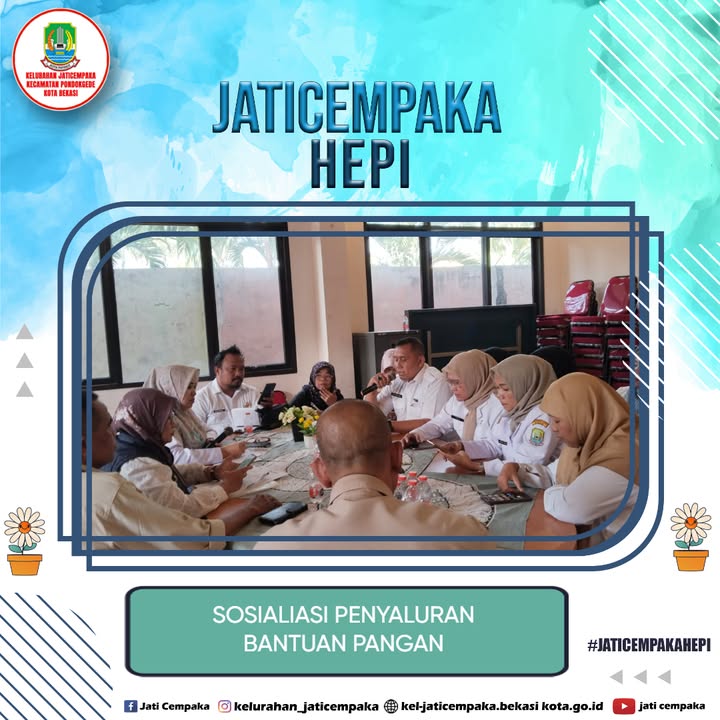 KELURAHAN JATICEMPAKA
KECAMATAN PONDOKGEDE
KOTA BEKASI
JATICEMPAKA
HEPI
SOSIALIASI PENYALURAN
BANTUAN PANGAN
#JATICEMPAKAHEPI
Jati Cempaka kelurahan_jaticempaka kel-jaticempaka.bekasi kota.go.id jati cempaka